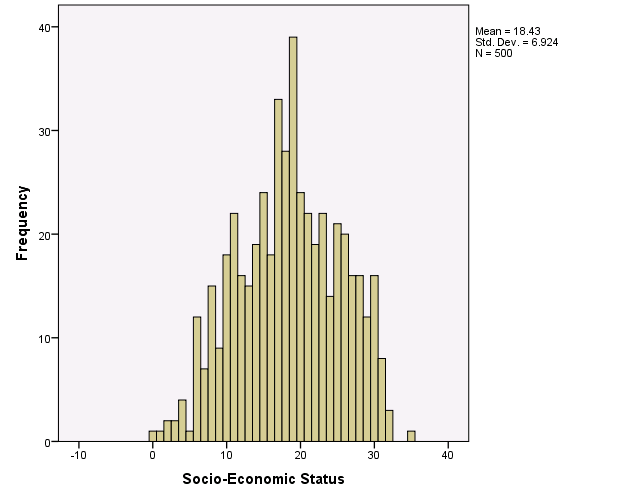 Mean = 18.43
Std. Dev. = 6.924
N = 500
40
30
20
10
0
Frequency
-10 0 10 20 30 40
Socio-Economic Status